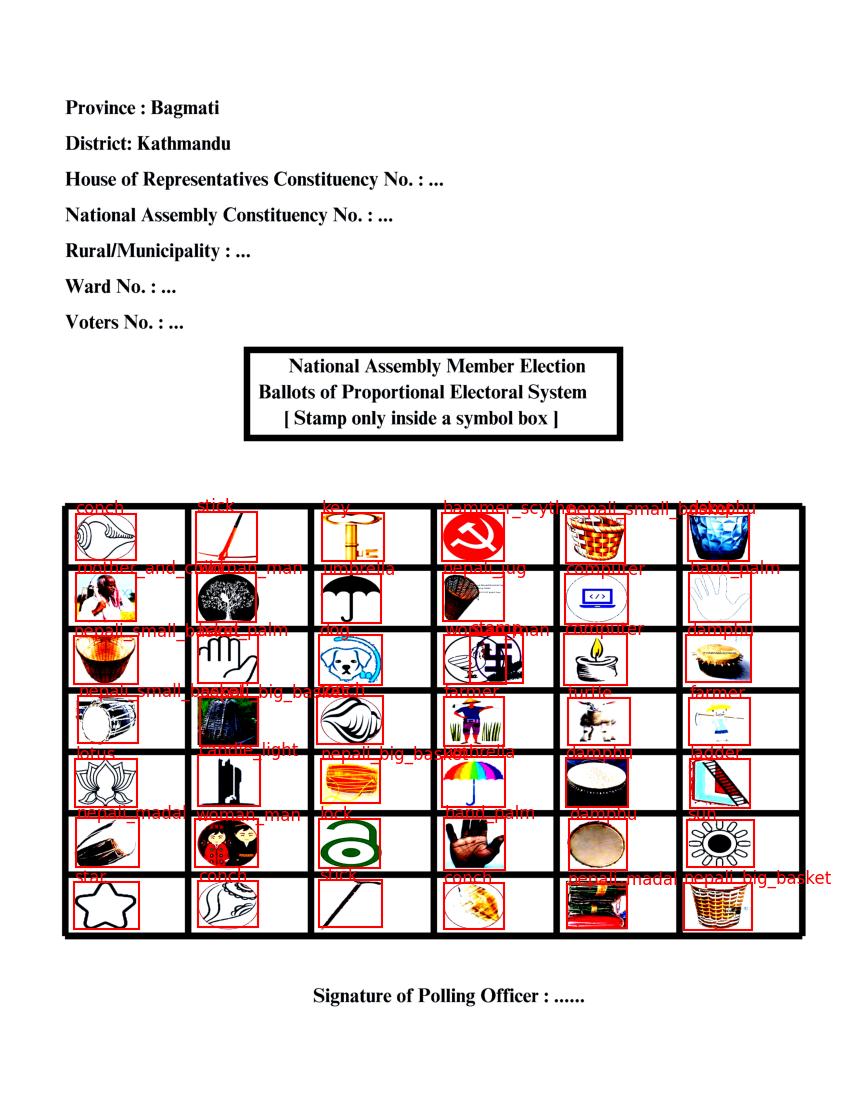 Province : Bagmati
District: Kathmandu
House of Representatives Constituency No. : ...
National Assembly Constituency No. : ...
Rural/Municipality : ...
Ward No. : ...
Voters No. : ...
National Assembly Member Election
Ballots of Proportional Electoral System
[ Stamp only inside a symbol box ]
conch stick key hammer_scythe nepali_small_basket damphu
mother_and_child woman_man umbrella nepali_jug computer hand_palm
nepali_small_basket hand_palm dog woman_man computer damphu
nepali_small_basket nepali_big_basket conch farmer turtle farmer
lotus candle_light nepali_big_basket umbrella damphu ladder
nepali_madal woman_man lock hand_palm damphu sun
star conch stick conch nepali_madal nepali_big_basket
Signature of Polling Officer : ......